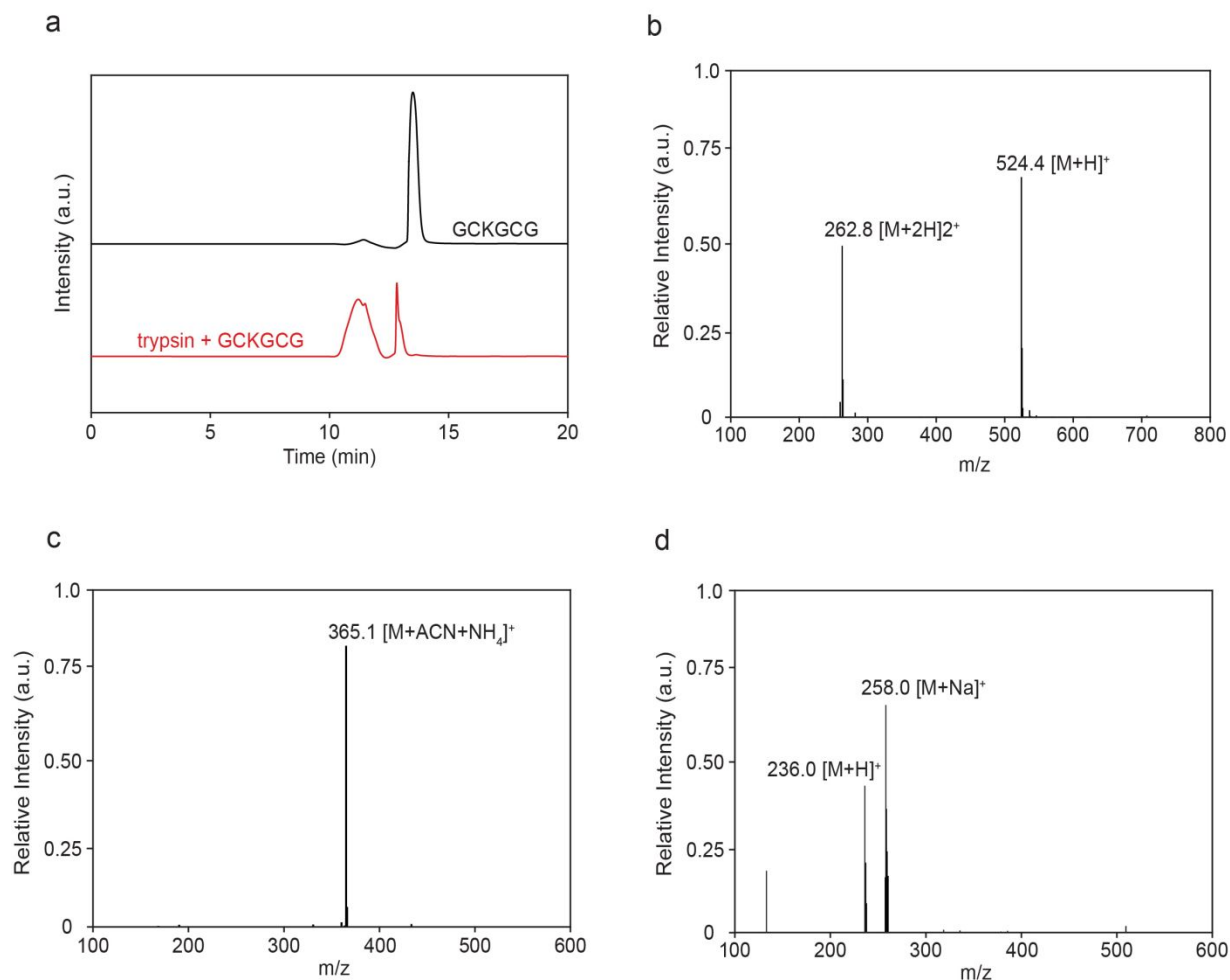 a
Intensity (a.u.)
GCKGCG
trypsin + GCKGCG
0 5 10 15 20
Time (min)
b
Relative Intensity (a.u.)
1.0
0.75
0.50
0.25
0
524.4 [M+H]⁺
262.8 [M+2H]2⁺
100 200 300 400 500 600 700 800
m/z
c
Relative Intensity (a.u.)
1.0
0.75
0.50
0.25
0
365.1 [M+ACN+NH₄]⁺
100 200 300 400 500 600
m/z
d
Relative Intensity (a.u.)
1.0
0.75
0.50
0.25
0
258.0 [M+Na]⁺
236.0 [M+H]⁺
100 200 300 400 500 600
m/z